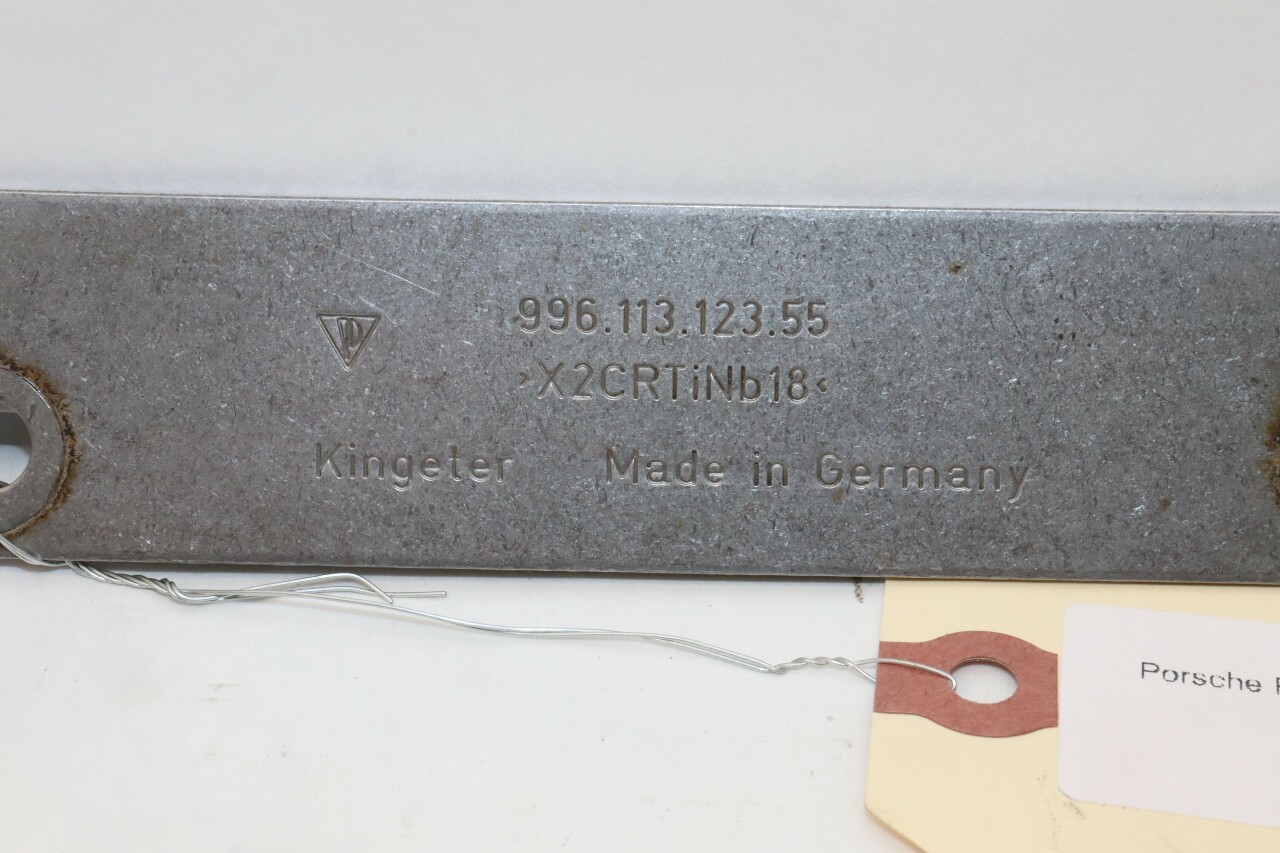 996.113.123.55
›X2CRTiNb18‹
Kingeter Made in Germany
Porsche